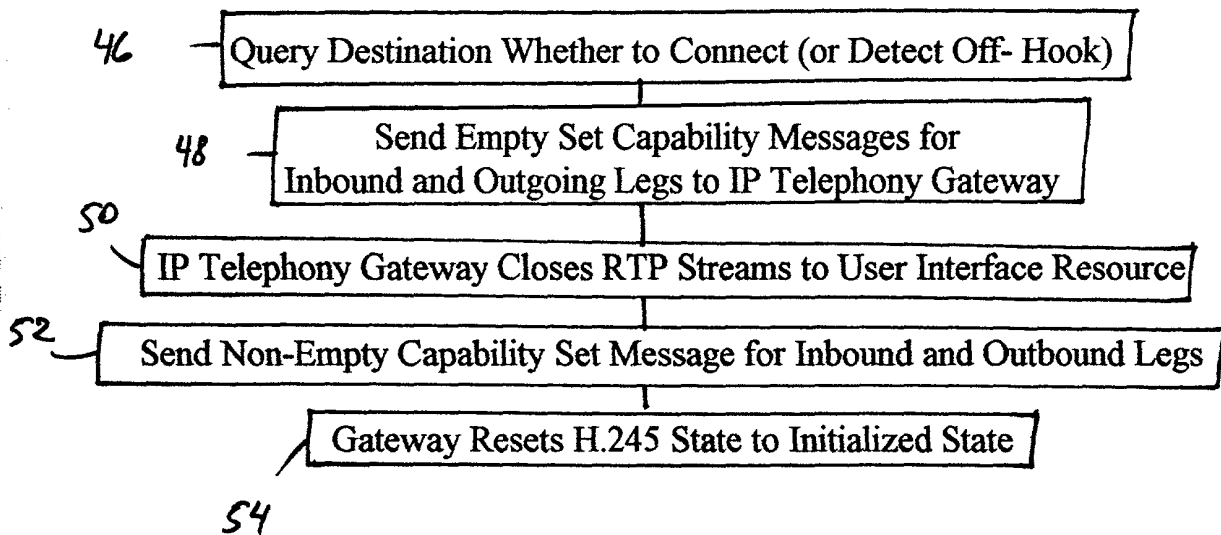 46
Query Destination Whether to Connect (or Detect Off- Hook)
48
Send Empty Set Capability Messages for
Inbound and Outgoing Legs to IP Telephony Gateway
50
IP Telephony Gateway Closes RTP Streams to User Interface Resource
52
Send Non-Empty Capability Set Message for Inbound and Outbound Legs
Gateway Resets H.245 State to Initialized State
54